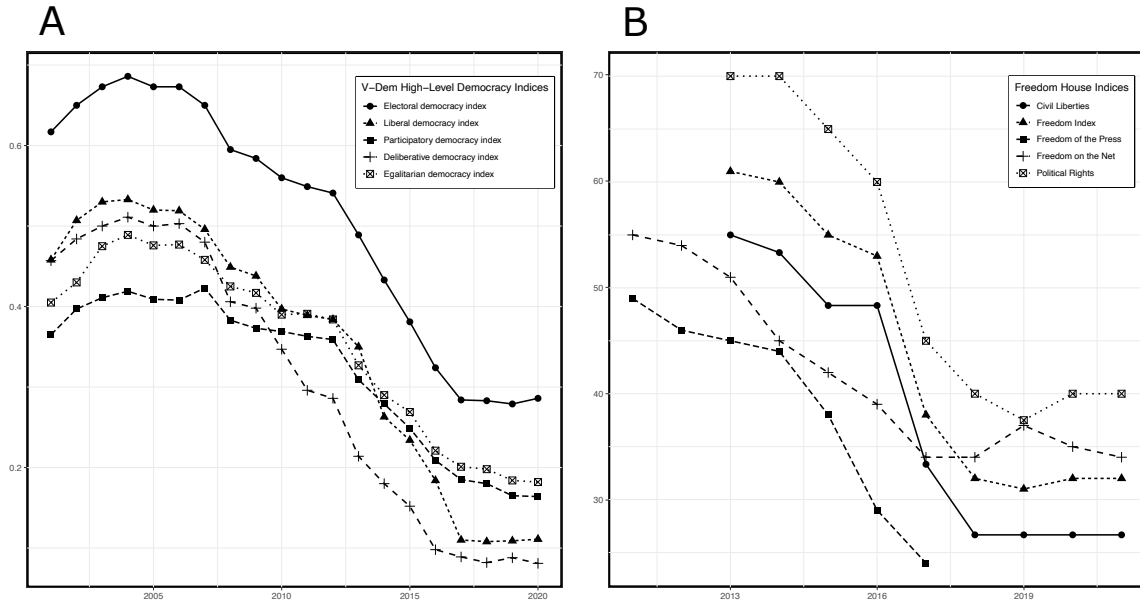 A
B
V−Dem High−Level Democracy Indices
Electoral democracy index
Liberal democracy index
Participatory democracy index
Deliberative democracy index
Egalitarian democracy index
0.6
0.4
0.2
2005
2010
2015
2020
Freedom House Indices
Civil Liberties
Freedom Index
Freedom of the Press
Freedom on the Net
Political Rights
70
60
50
40
30
2013
2016
2019